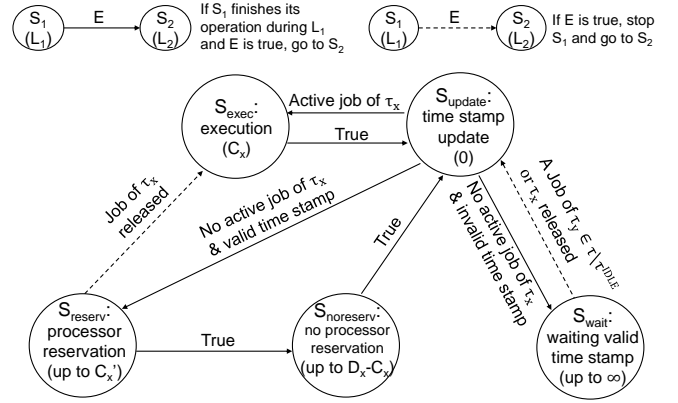 S1
(L1)
E
S2
(L2)
If S1 finishes its
operation during L1
and E is true, go to S2
S1
(L1)
E
S2
(L2)
If E is true, stop
S1 and go to S2
Sexec:
execution
(Cx)
Active job of τx
True
Supdate:
time stamp
update
(0)
Job of τx
released
No active job of τx
& valid time stamp
True
No active job of τx
& invalid time stamp
A Job of τy ∈ τ\τIDLE
or τx released
Sreserv:
processor
reservation
(up to Cx')
True
Snoreserv:
no processor
reservation
(up to Dx-Cx)
Swait:
waiting valid
time stamp
(up to ∞)